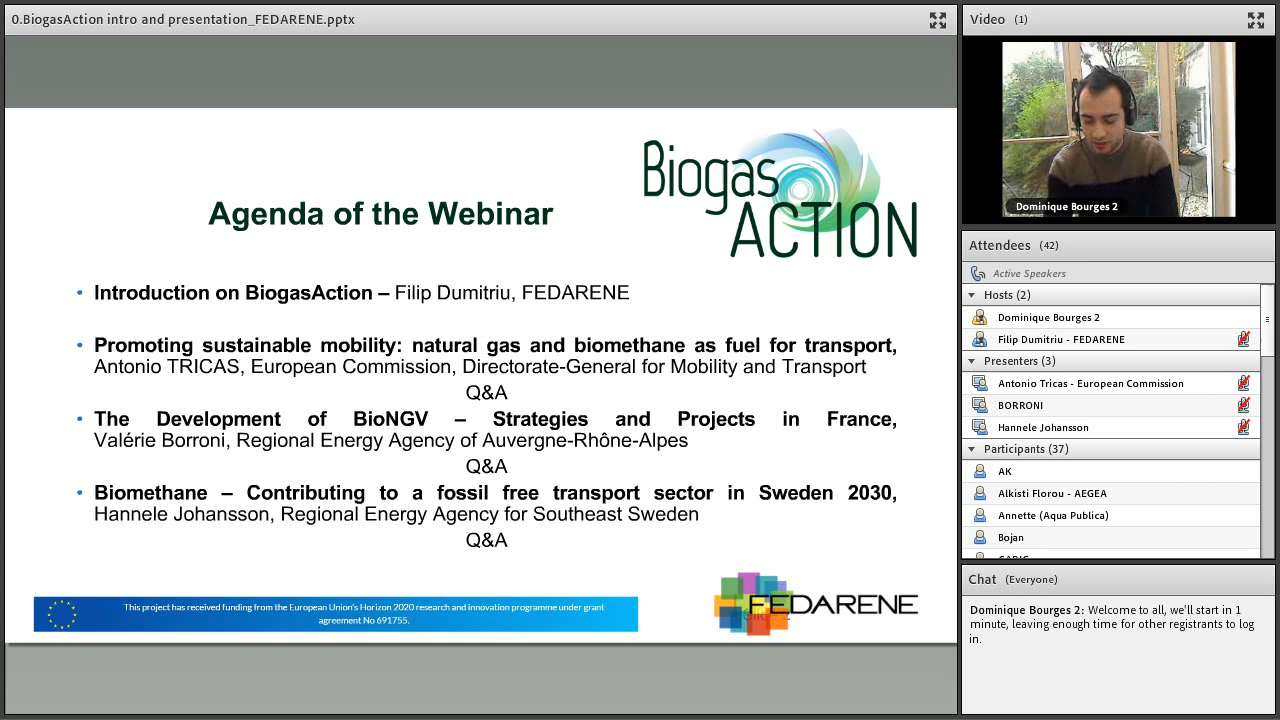 0.BiogasAction intro and presentation_FEDARENE.pptx
Biogas
ACTION
Agenda of the Webinar
• Introduction on BiogasAction – Filip Dumitriu, FEDARENE
• Promoting sustainable mobility: natural gas and biomethane as fuel for transport,
Antonio TRICAS, European Commission, Directorate-General for Mobility and Transport
Q&A
• The Development of BioNGV – Strategies and Projects in France,
Valérie Borroni, Regional Energy Agency of Auvergne-Rhône-Alpes
Q&A
• Biomethane – Contributing to a fossil free transport sector in Sweden 2030,
Hannele Johansson, Regional Energy Agency for Southeast Sweden
Q&A
This project has received funding from the European Union's Horizon 2020 research and innovation programme under grant
agreement No 691755.
FEDARENE
Slide 2
Video (1)
Dominique Bourges 2
Attendees (42)
Active Speakers
Hosts (2)
Dominique Bourges 2
Filip Dumitriu - FEDARENE
Presenters (3)
Antonio Tricas - European Commission
BORRONI
Hannele Johansson
Participants (37)
AK
Alkisti Florou - AEGEA
Annette (Aqua Publica)
Bojan
Chat (Everyone)
Dominique Bourges 2: Welcome to all, we'll start in 1
minute, leaving enough time for other registrants to log
in.